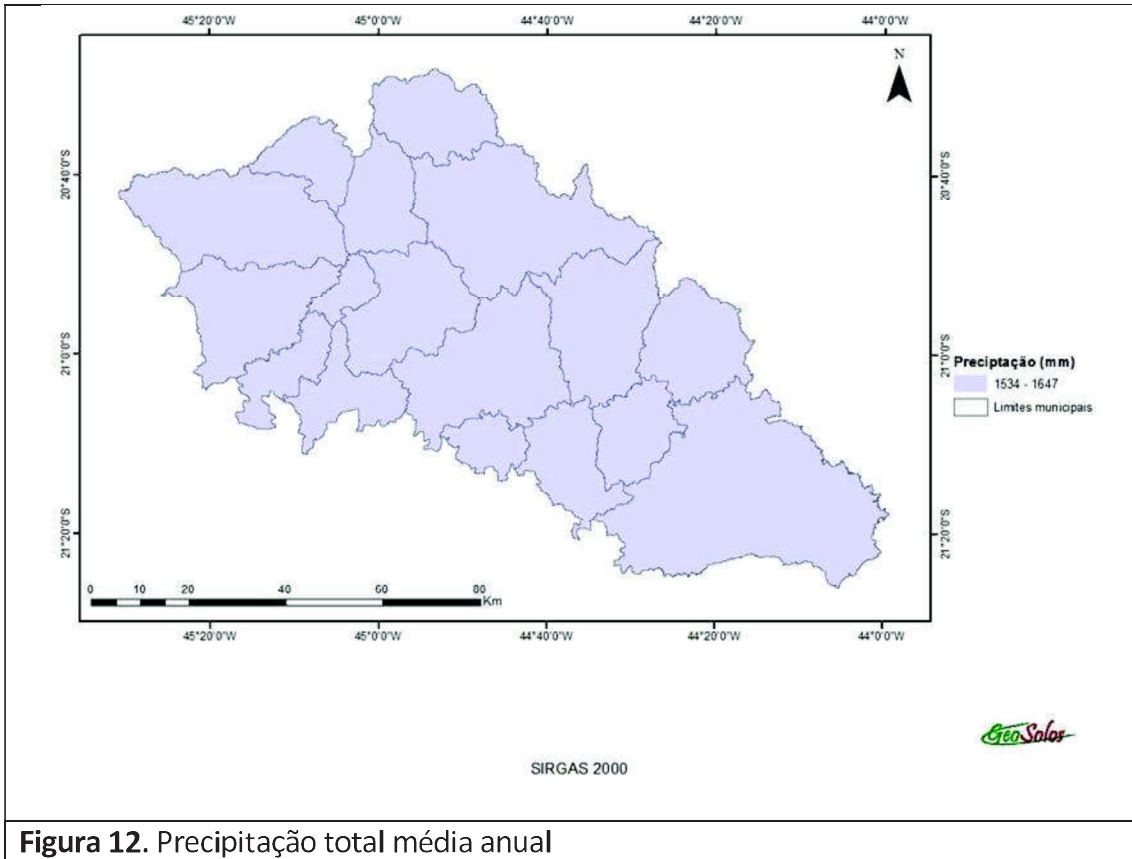 45°20'0"W 45°0'0"W 44°40'0"W 44°20'0"W 44°0'0"W
N
20°40'0"S 20°40'0"S
21°0'0"S 21°0'0"S
Preciptação (mm)
1534 - 1647
Limites municipais
21°20'0"S 21°20'0"S
0 10 20 40 60 80
Km
45°20'0"W 45°0'0"W 44°40'0"W 44°20'0"W 44°0'0"W
GeoSolos
SIRGAS 2000
Figura 12. Precipitação total média anual